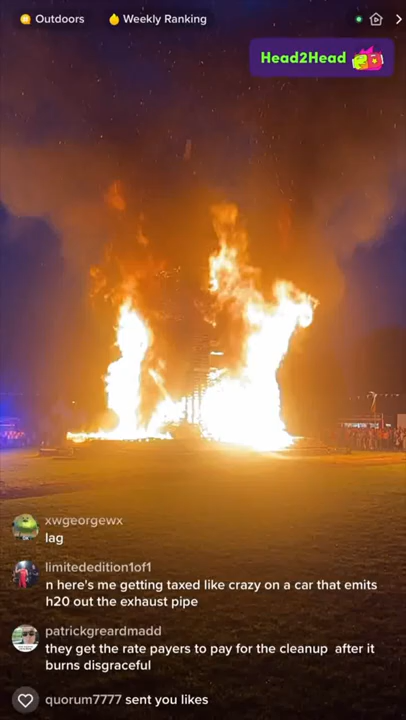 Outdoors
Weekly Ranking
Head2Head
xwgeorgewx
lag
limitededition1of1
n here's me getting taxed like crazy on a car that emits
h20 out the exhaust pipe
patrickgreardmadd
they get the rate payers to pay for the cleanup after it
burns disgraceful
quorum7777 sent you likes